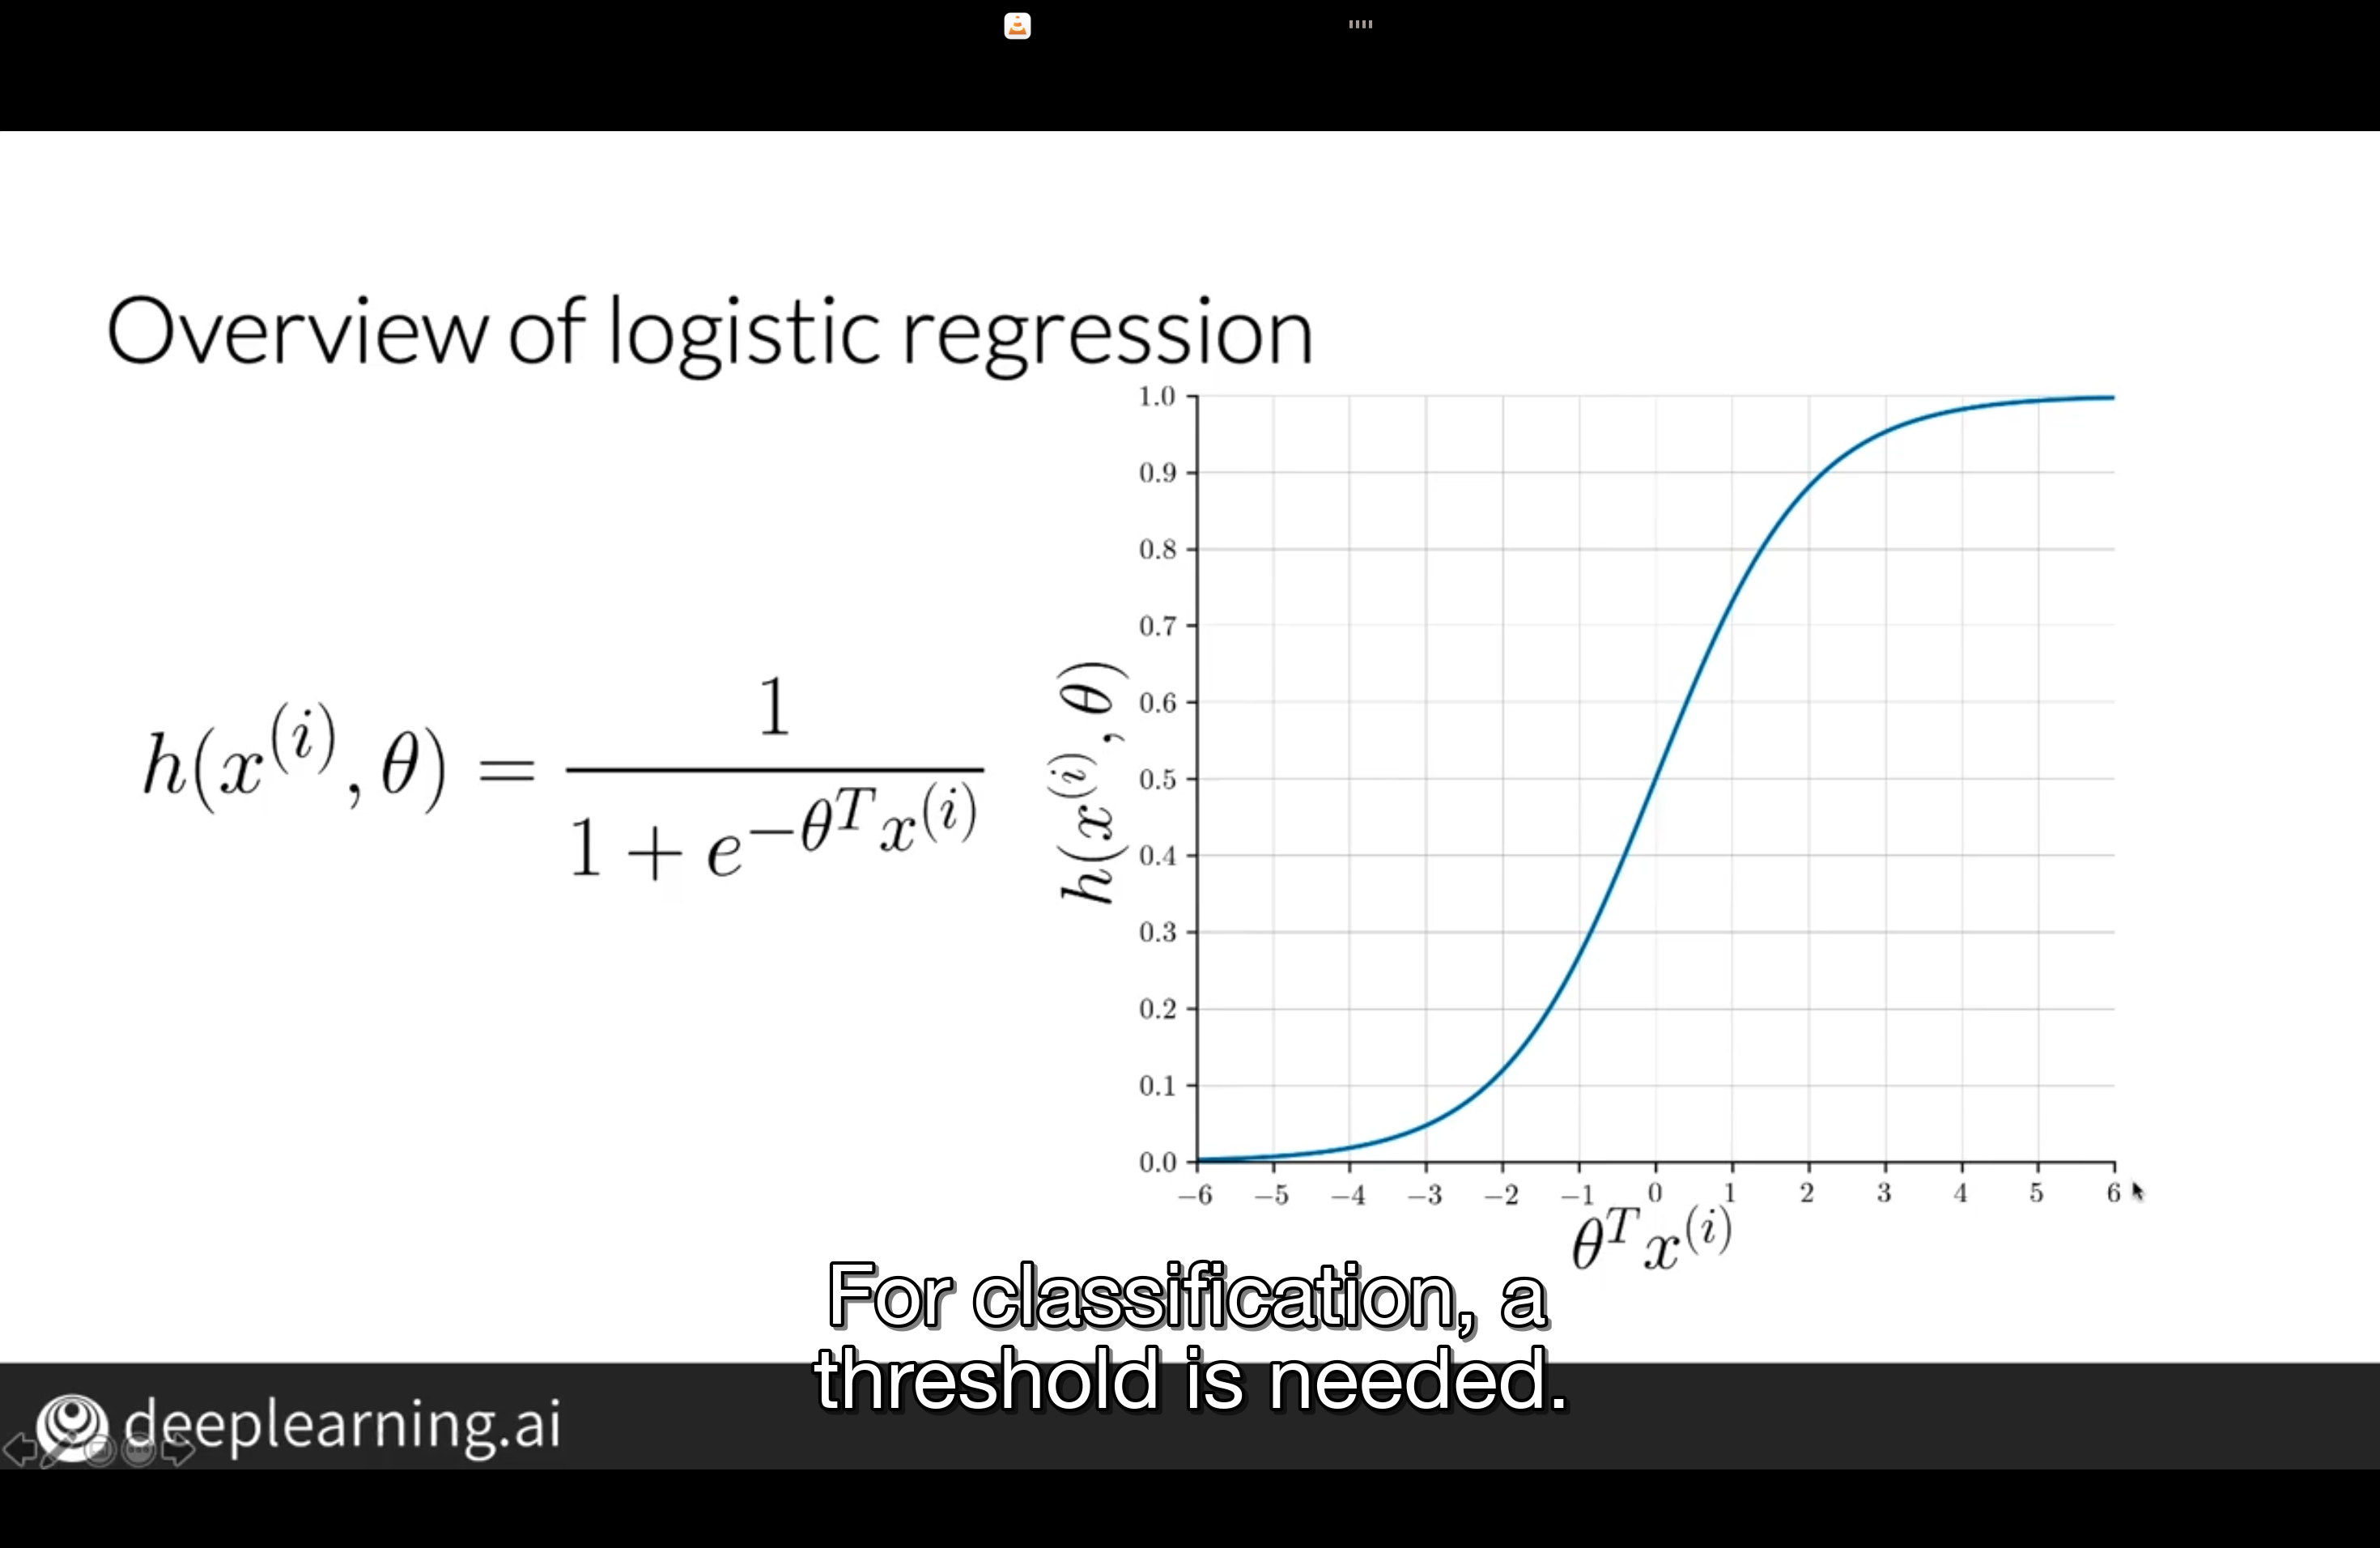 Overview of logistic regression
h(x^{(i)}, θ) = \frac{1}{1 + e^{-θ^T x^{(i)}}}
h(x^{(i)}, θ)
1.0
0.9
0.8
0.7
0.6
0.5
0.4
0.3
0.2
0.1
0.0
−6 −5 −4 −3 −2 −1 0 1 2 3 4 5 6
θ^T x^{(i)}
For classification, a
threshold is needed.
deeplearning.ai